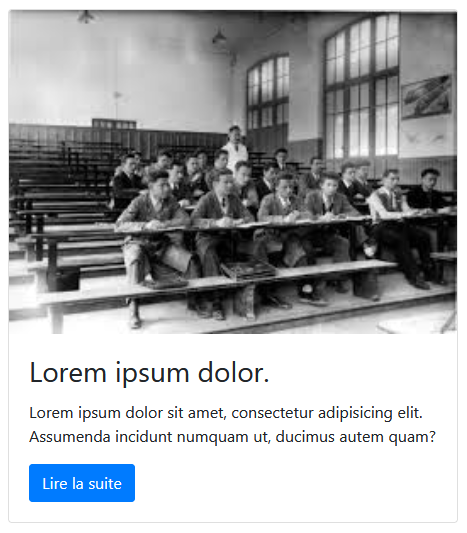 Lorem ipsum dolor.
Lorem ipsum dolor sit amet, consectetur adipisicing elit.
Assumenda incidunt numquam ut, ducimus autem quam?
Lire la suite